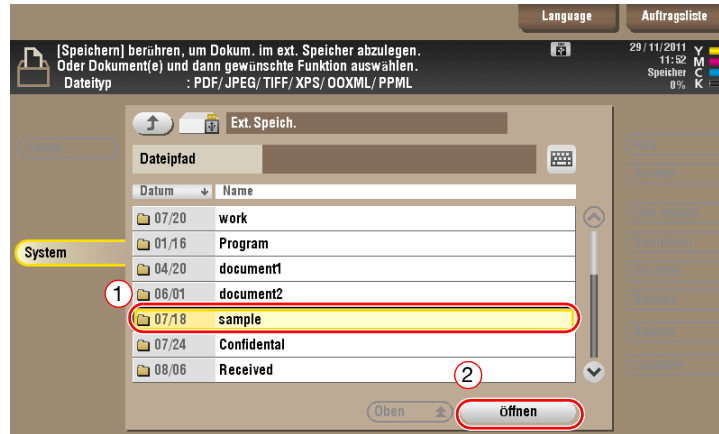 Language
Auftragsliste
[Speichern] berühren, um Dokum. im ext. Speicher abzulegen.
Oder Dokument(e) und dann gewünschte Funktion auswählen.
Dateityp : PDF/JPEG/TIFF/XPS/OOXML/PPML
29/11/2011
11:52
Speicher
0%
Y
M
C
K
Ext. Speich.
Dateipfad
Datum Name
07/20 work
01/16 Program
System
04/20 document1
1
06/01 document2
07/18 sample
07/24 Confidental
08/06 Received
2
Oben
Öffnen